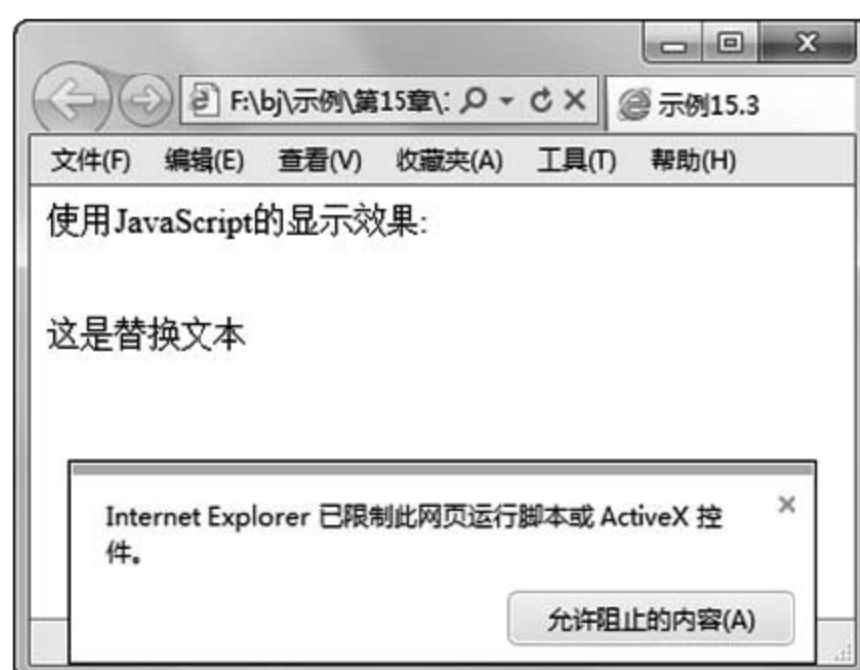 F:\bj\示例\第15章\
示例15.3
文件(F) 编辑(E) 查看(V) 收藏夹(A) 工具(T) 帮助(H)
使用JavaScript的显示效果:
这是替换文本
Internet Explorer 已限制此网页运行脚本或 ActiveX 控
件。
允许阻止的内容(A)